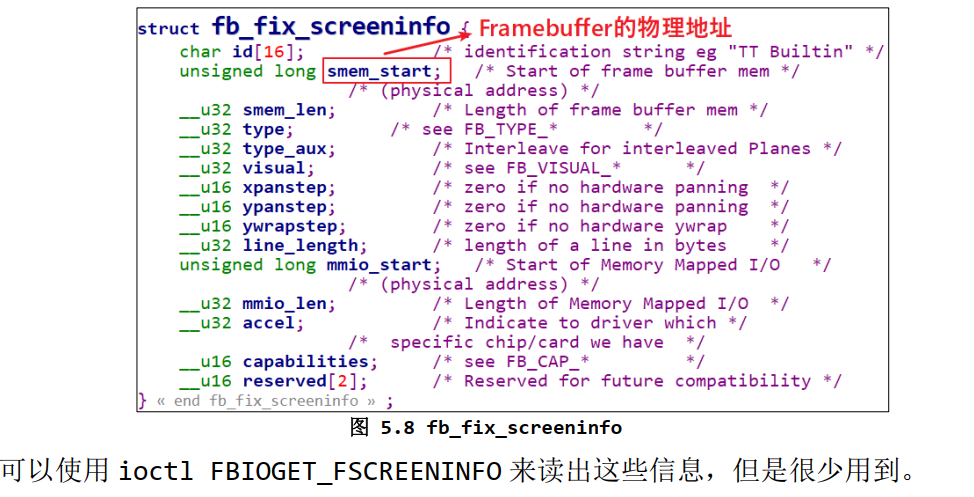 struct fb_fix_screeninfo { Framebuffer的物理地址
char id[16]; /* identification string eg "TT Builtin" */
unsigned long smem_start; /* Start of frame buffer mem */
/* (physical address) */
__u32 smem_len; /* Length of frame buffer mem */
__u32 type; /* see FB_TYPE_* */
__u32 type_aux; /* Interleave for interleaved Planes */
__u32 visual; /* see FB_VISUAL_* */
__u16 xpanstep; /* zero if no hardware panning */
__u16 ypanstep; /* zero if no hardware panning */
__u16 ywrapstep; /* zero if no hardware ywrap */
__u32 line_length; /* length of a line in bytes */
unsigned long mmio_start; /* Start of Memory Mapped I/O */
/* (physical address) */
__u32 mmio_len; /* Length of Memory Mapped I/O */
__u32 accel; /* Indicate to driver which */
/* specific chip/card we have */
__u16 capabilities; /* see FB_CAP_* */
__u16 reserved[2]; /* Reserved for future compatibility */
} « end fb_fix_screeninfo » ;
图 5.8 fb_fix_screeninfo
可以使用 ioctl FBIOGET_FSCREENINFO 来读出这些信息，但是很少用到。